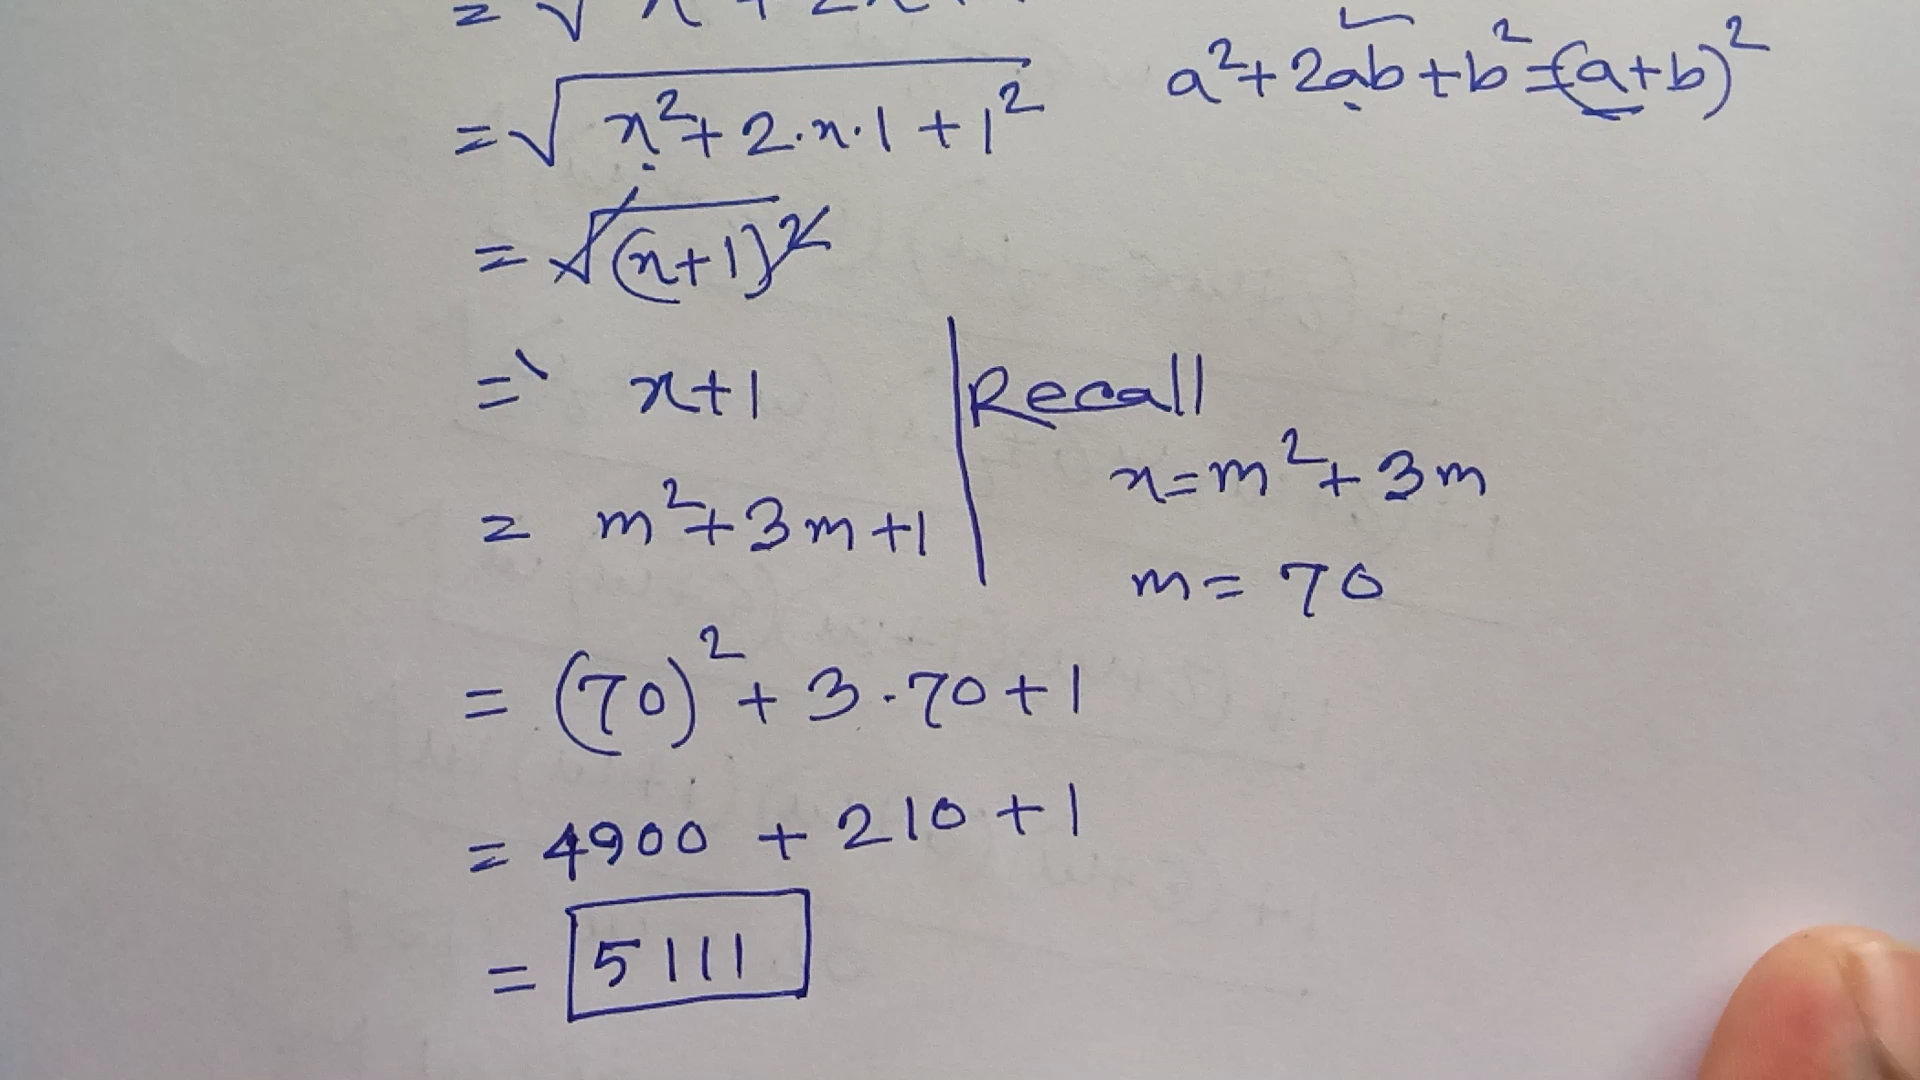 a²+2ab+b²=(a+b)²
=√x²+2·x·1+1²
=√(x+1)²
= x+1
Recall
x=m²+3m
= m²+3m+1
m=70
=(70)²+3·70+1
=4900+210+1
=5111